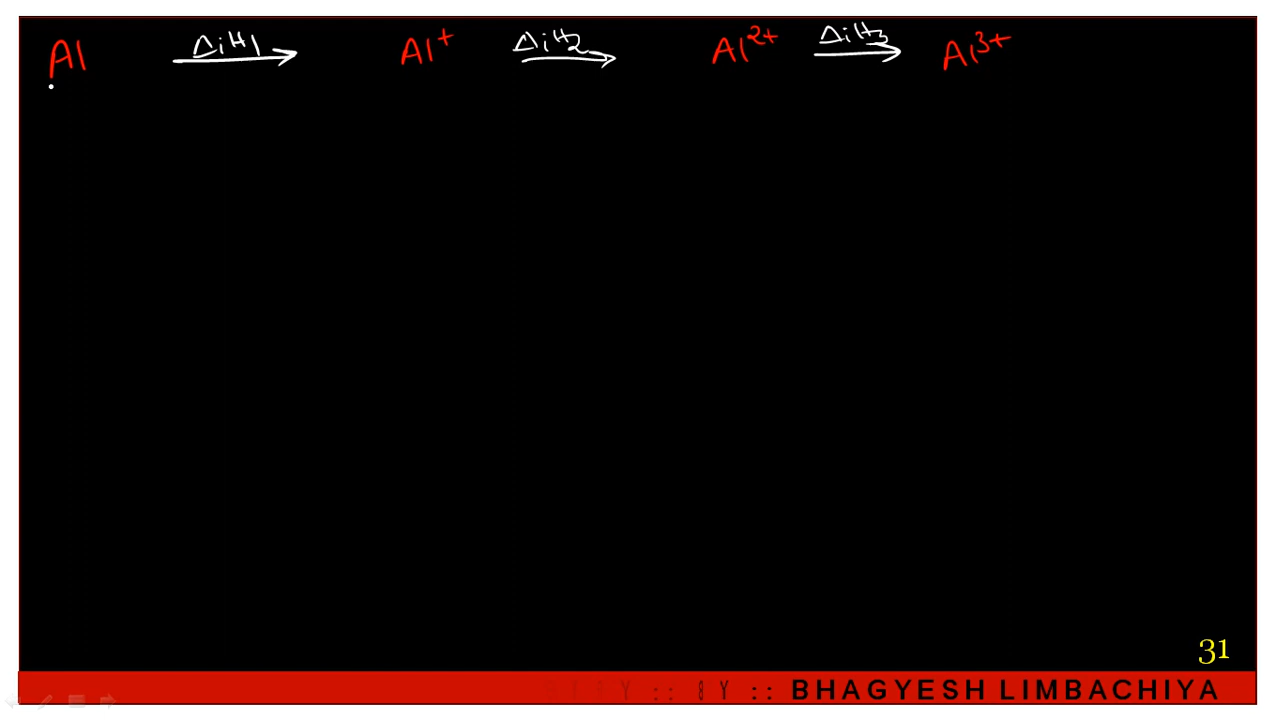 Al ΔiH1 → Al⁺ ΔiH2 → Al²⁺ ΔiH3 → Al³⁺
31
:: BY :: BHAGYESH LIMBACHIYA